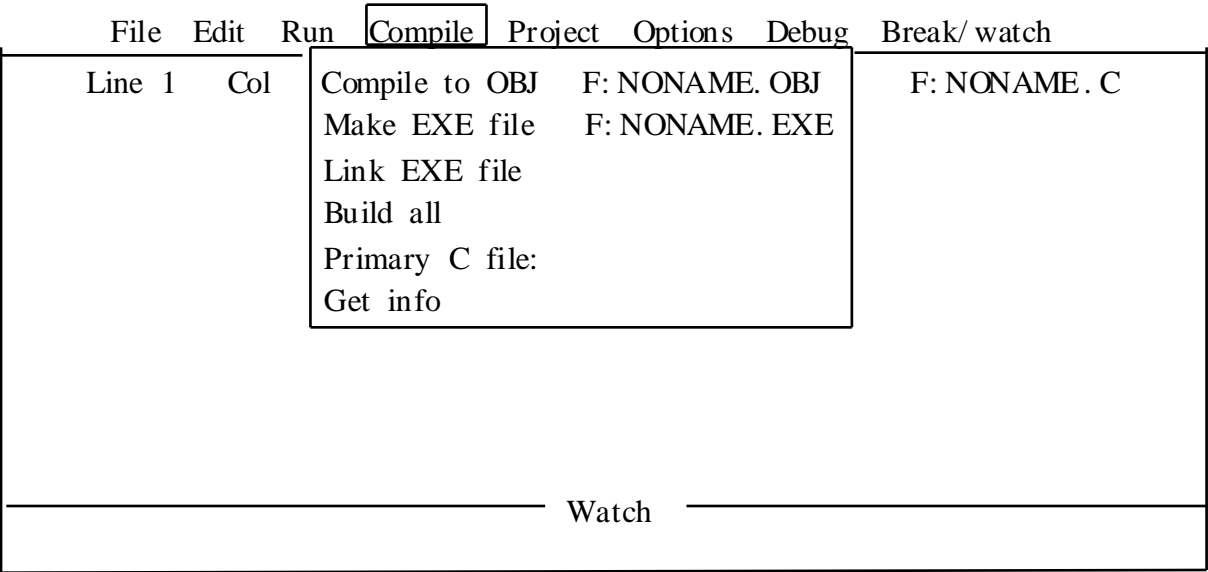 File Edit Run Compile Project Options Debug Break/ watch
Line 1 Col F: NONAME. C
Compile to OBJ F: NONAME. OBJ
Make EXE file F: NONAME. EXE
Link EXE file
Build all
Primary C file:
Get info
Watch